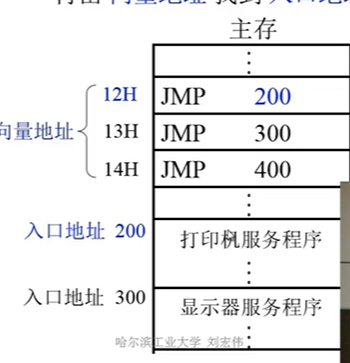 主存
12H JMP 200
向量地址 13H JMP 300
14H JMP 400
入口地址 200 打印机服务程序
入口地址 300 显示器服务程序
哈尔滨工业大学 刘宏伟